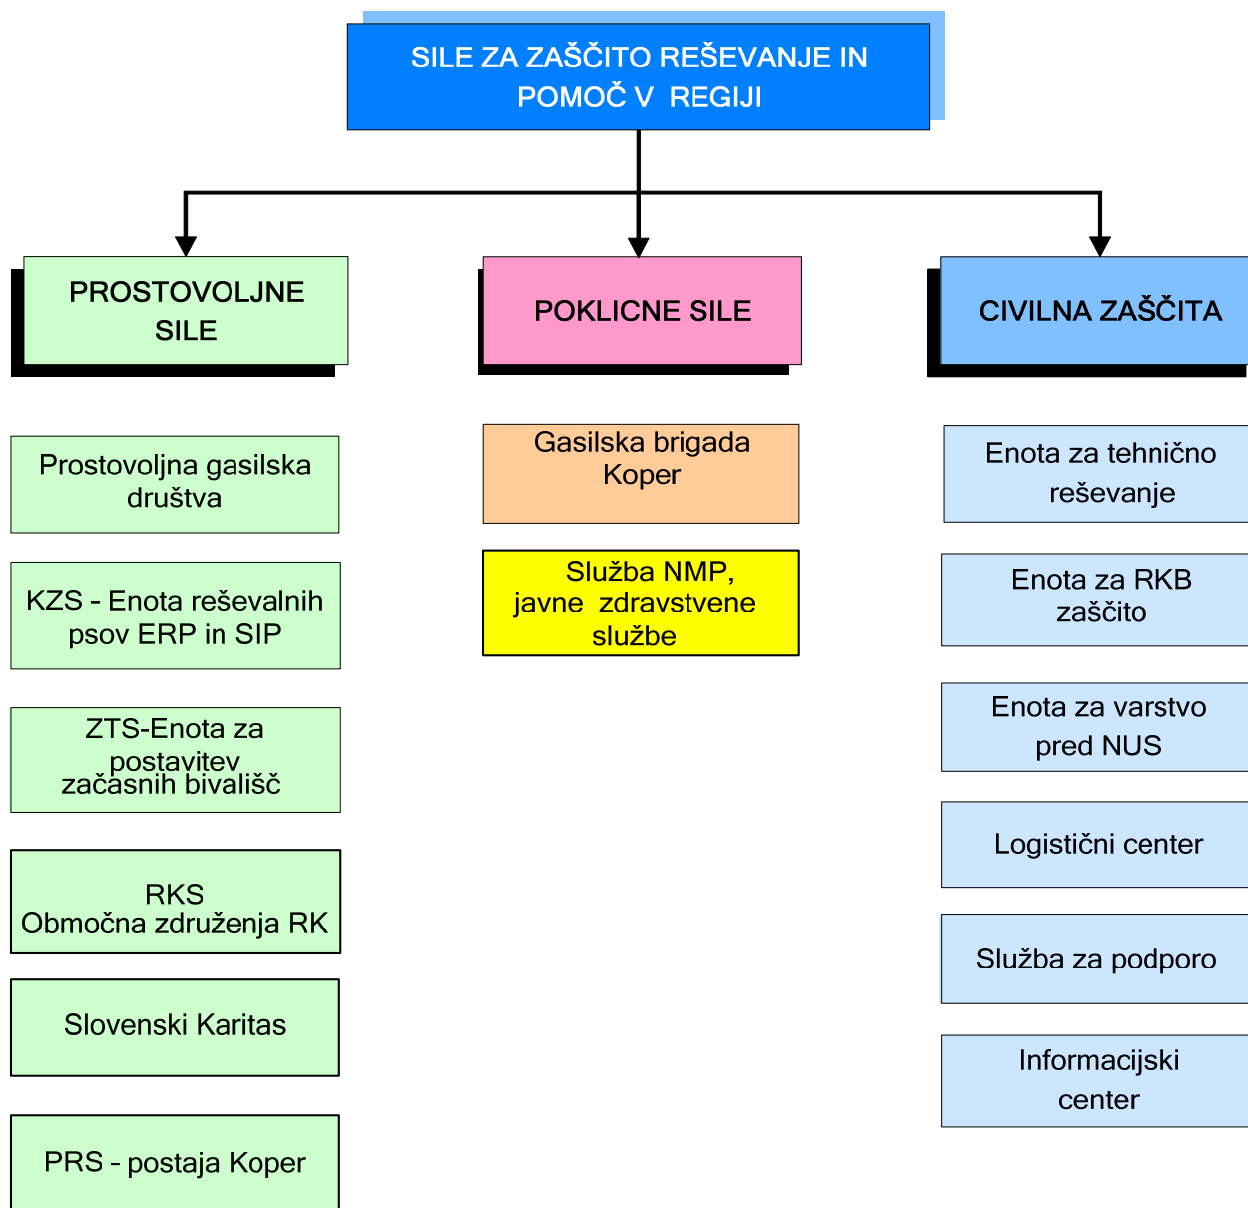 SILE ZA ZAŠČITO REŠEVANJE IN
POMOČ V REGIJI
PROSTOVOLJNE
SILE
Prostovoljna gasilska
društva
KZS - Enota reševalnih
psov ERP in SIP
ZTS-Enota za
postavitev
začasnih bivališč
RKS
Območna združenja RK
Slovenski Karitas
PRS - postaja Koper
POKLICNE SILE
Gasilska brigada
Koper
Služba NMP,
javne zdravstvene
službe
CIVILNA ZAŠČITA
Enota za tehnično
reševanje
Enota za RKB
zaščito
Enota za varstvo
pred NUS
Logistični center
Služba za podporo
Informacijski
center